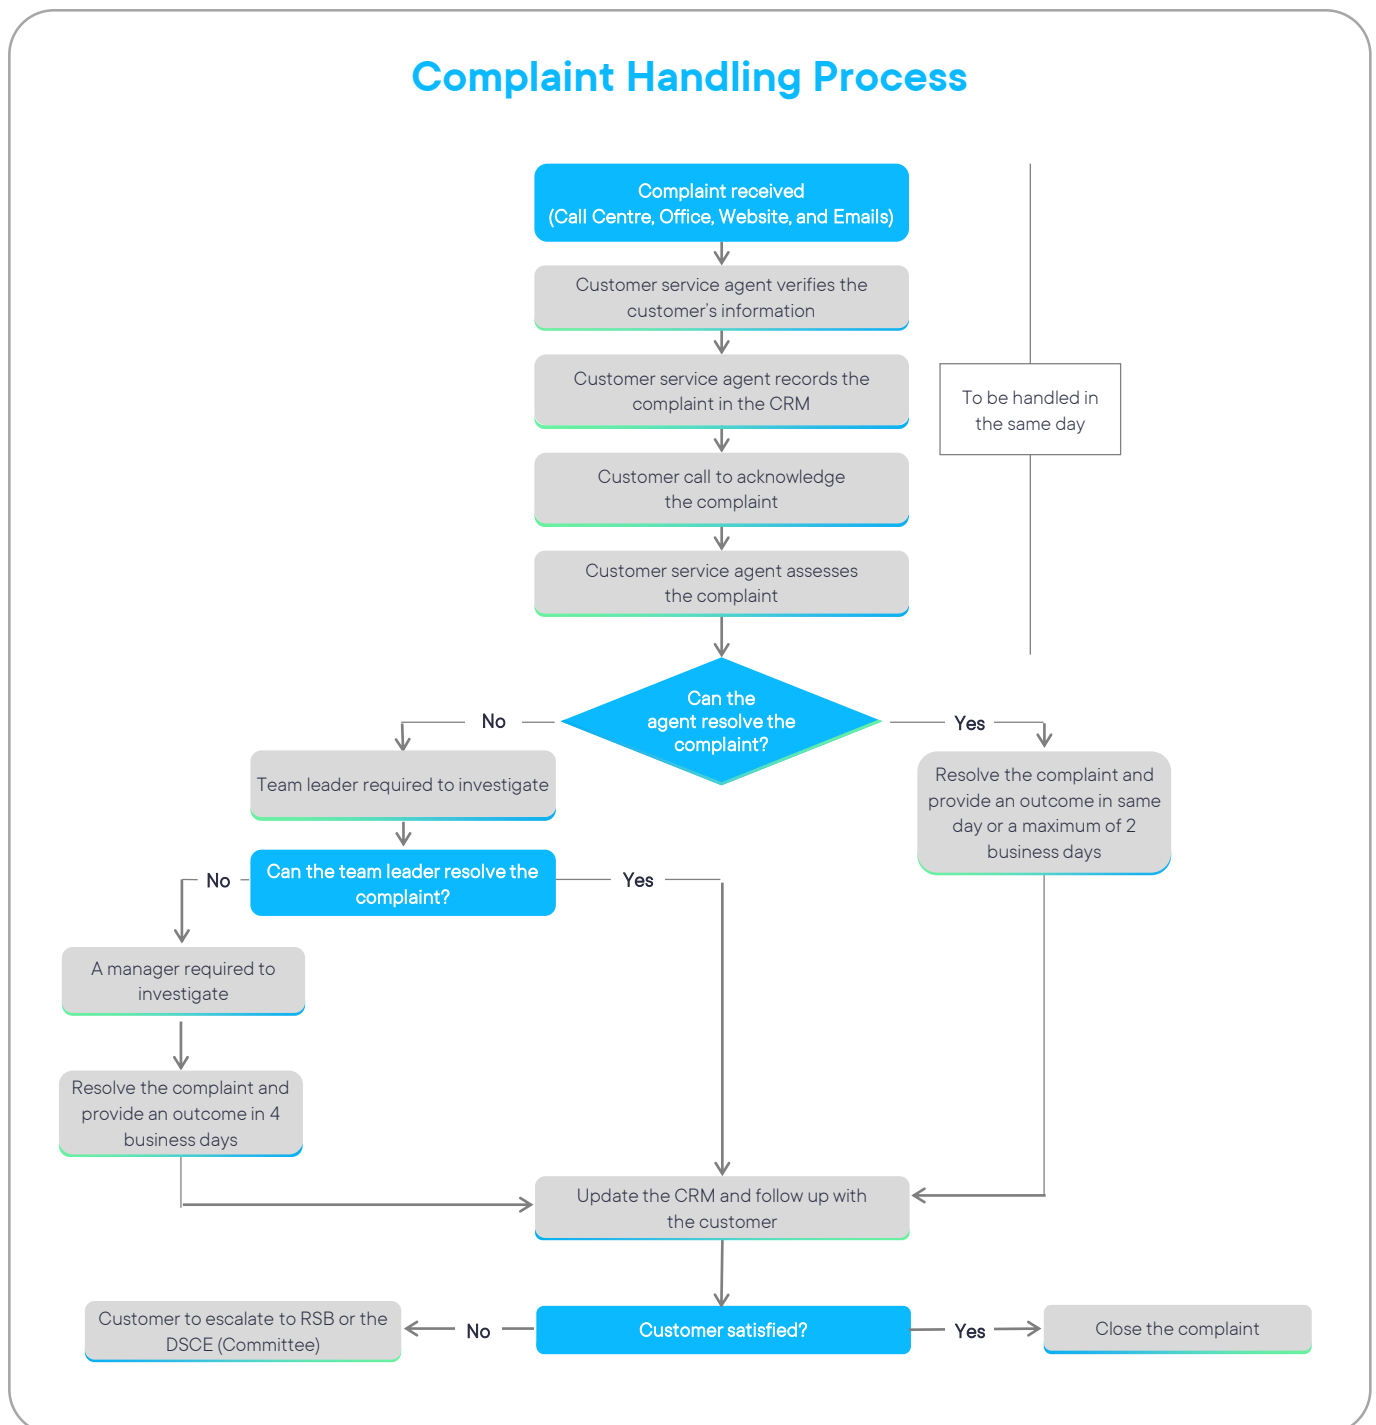 Complaint Handling Process
Complaint received
(Call Centre, Office, Website, and Emails)
Customer service agent verifies the
customer's information
Customer service agent records the
complaint in the CRM
To be handled in
the same day
Customer call to acknowledge
the complaint
Customer service agent assesses
the complaint
Can the
agent resolve the
complaint?
No
Yes
Team leader required to investigate
Resolve the complaint and
provide an outcome in same
day or a maximum of 2
business days
Can the team leader resolve the
complaint?
No
Yes
A manager required to
investigate
Resolve the complaint and
provide an outcome in 4
business days
Update the CRM and follow up with
the customer
Customer satisfied?
No
Yes
Customer to escalate to RSB or the
DSCE (Committee)
Close the complaint